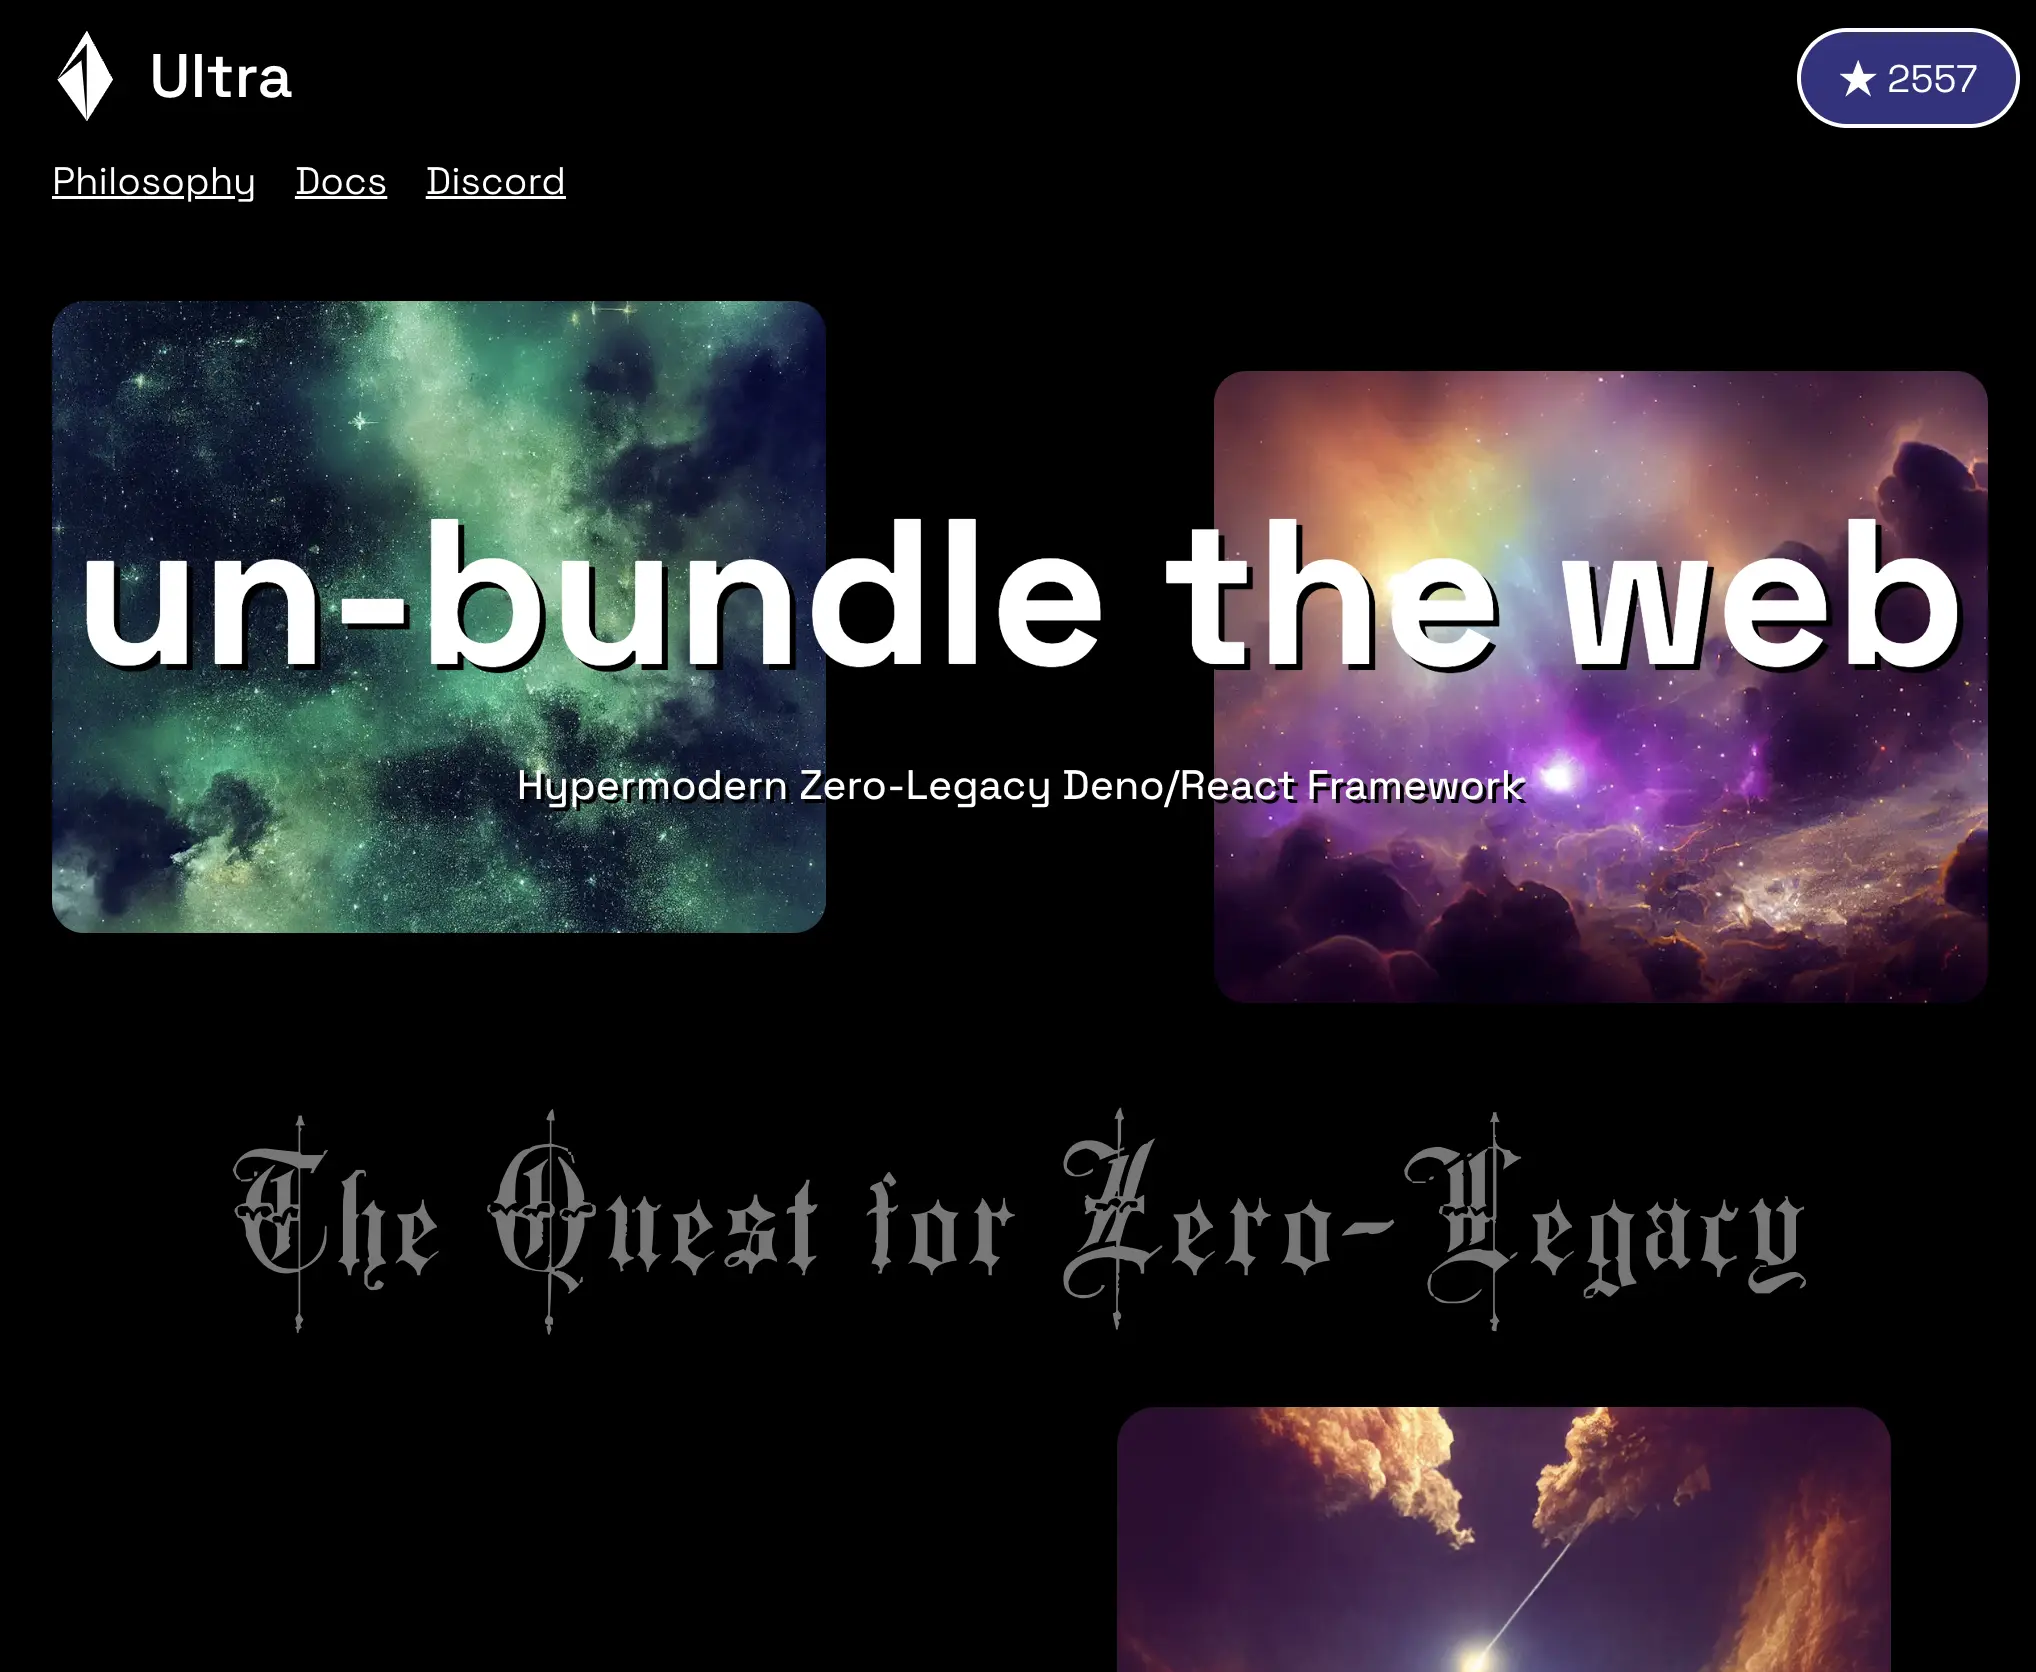 Ultra
★ 2557
Philosophy Docs Discord
un-bundle the web
Hypermodern Zero-Legacy Deno/React Framework
The Quest for Zero-Legacy